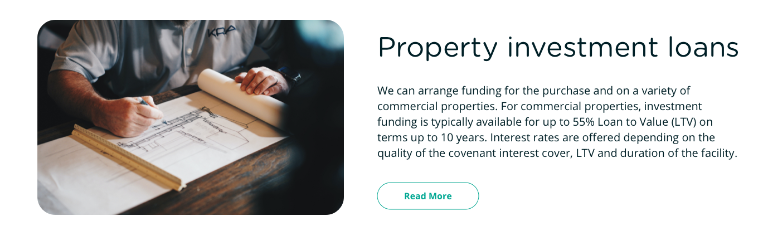 KRA
Property investment loans
We can arrange funding for the purchase and on a variety of
commercial properties. For commercial properties, investment
funding is typically available for up to 55% Loan to Value (LTV) on
terms up to 10 years. Interest rates are offered depending on the
quality of the covenant interest cover, LTV and duration of the facility.
Read More